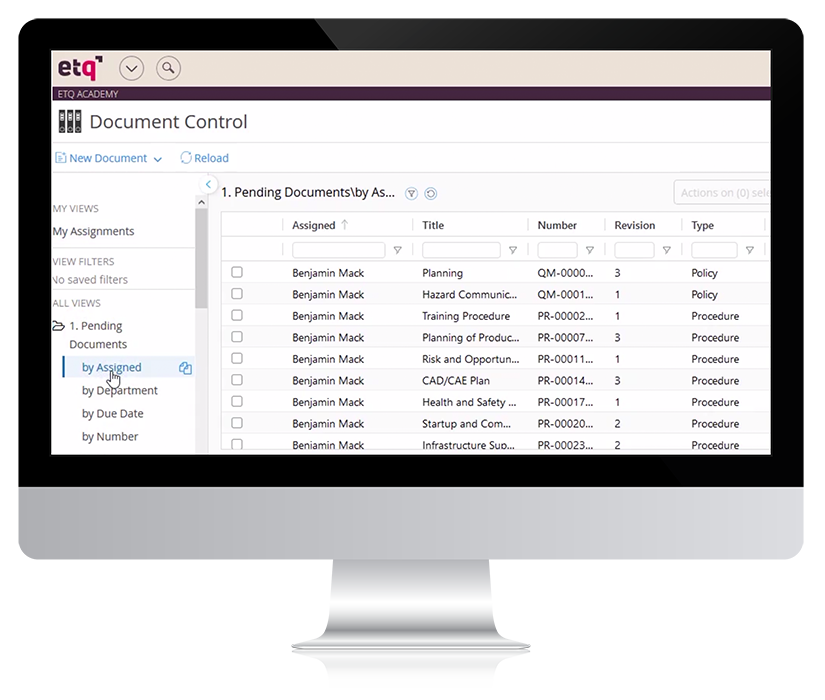 etq
ETQ ACADEMY
Document Control
New Document
Reload
MY VIEWS
My Assignments
VIEW FILTERS
No saved filters
ALL VIEWS
1. Pending
Documents
by Assigned
by Department
by Due Date
by Number
1. Pending Documents\by As...
Actions on (0) sele
Assigned Title Number Revision Type
Benjamin Mack Planning QM-0000... 3 Policy
Benjamin Mack Hazard Communic... QM-0001... 1 Policy
Benjamin Mack Training Procedure PR-00002... 1 Procedure
Benjamin Mack Planning of Produc... PR-00007... 3 Procedure
Benjamin Mack Risk and Opportun... PR-00011... 1 Procedure
Benjamin Mack CAD/CAE Plan PR-00014... 3 Procedure
Benjamin Mack Health and Safety ... PR-00017... 1 Procedure
Benjamin Mack Startup and Com... PR-00020... 2 Procedure
Benjamin Mack Infrastructure Sup... PR-00023... 2 Procedure